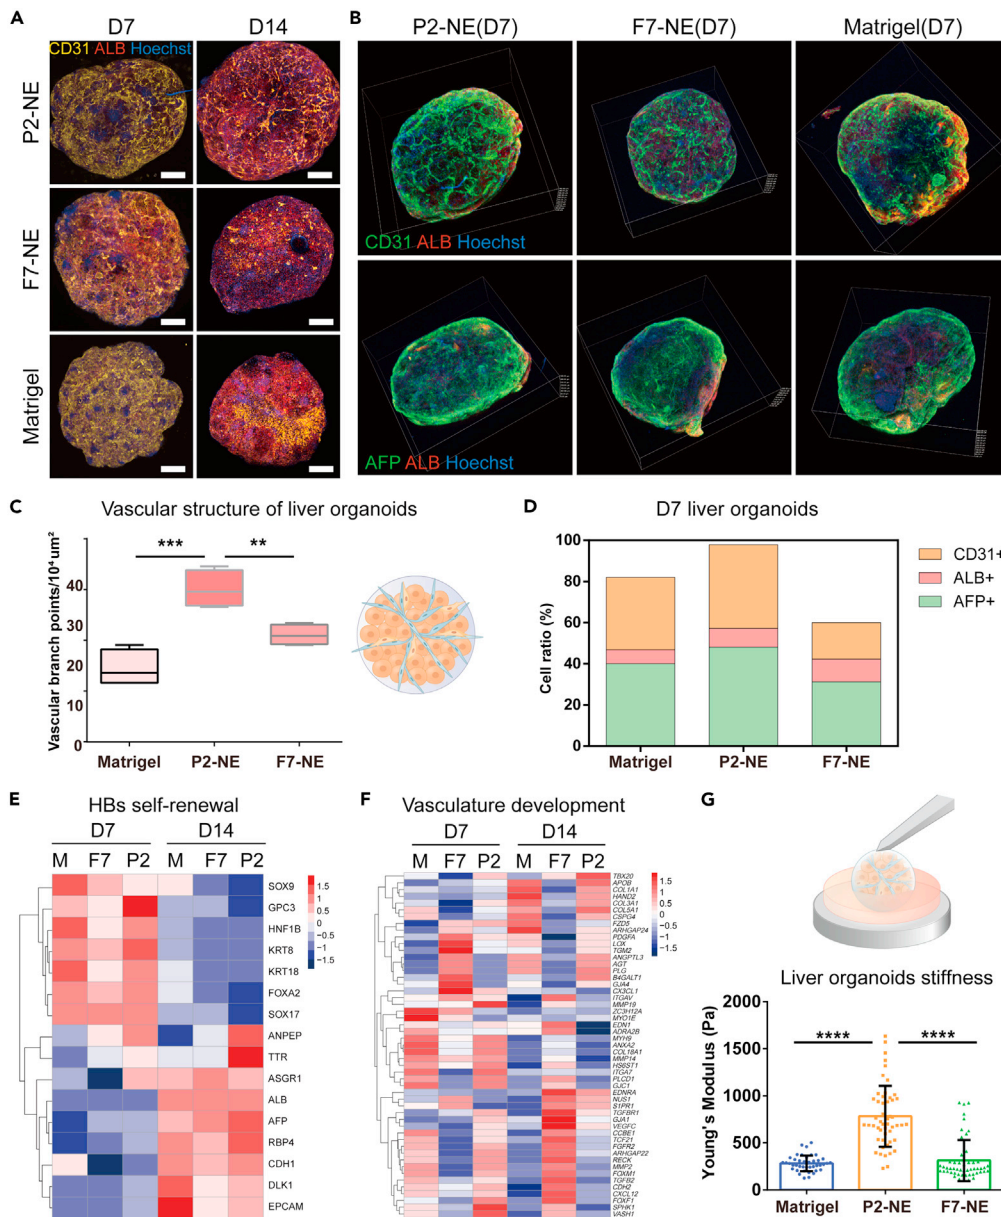 A
D7
D14
CD31 ALB Hoechst
P2-NE
F7-NE
Matrigel
B
P2-NE(D7)
F7-NE(D7)
Matrigel(D7)
CD31 ALB Hoechst
AFP ALB Hoechst
C
Vascular structure of liver organoids
Vascular branch points/10⁴um²
40
30
20
10
0
***
**
Matrigel
P2-NE
F7-NE
D
D7 liver organoids
Cell ratio (%)
100
80
60
40
20
0
Matrigel
P2-NE
F7-NE
CD31+
ALB+
AFP+
E
HBs self-renewal
D7
D14
M F7 P2 M F7 P2
SOX9
GPC3
HNF1B
KRT8
KRT18
FOXA2
SOX17
ANPEP
TTR
ASGR1
ALB
AFP
RBP4
CDH1
DLK1
EPCAM
1.5
1
0.5
0
−0.5
−1
−1.5
F
Vasculature development
D7
D14
M F7 P2 M F7 P2
TBX20
APOB
COL1A1
HAND2
COL3A1
COL5A1
CSPG4
FZD5
ARHGAP24
PDGFA
LOX
TGM2
ANGPTL3
AGT
PLG
B4GALT1
GJA4
CX3CL1
ITGAV
MMP19
ZC3H12A
MYO1E
EDN1
ADRA2B
MYH9
ANXA2
COL18A1
MMP14
HS6ST1
ITGA7
PLCD1
GJC1
EDNRA
NUS1
S1PR1
TGFBR1
GJA1
VEGFC
CCBE1
TCF21
FGFR2
ARHGAP22
RECK
MMP2
FOXM1
TGFB2
CDH2
CXCL12
FOXF1
SPHK1
VASH1
1.5
1
0.5
0
−0.5
−1
−1.5
G
Liver organoids stiffness
Young's Modulus (Pa)
2000
1500
1000
500
0
****
****
Matrigel
P2-NE
F7-NE